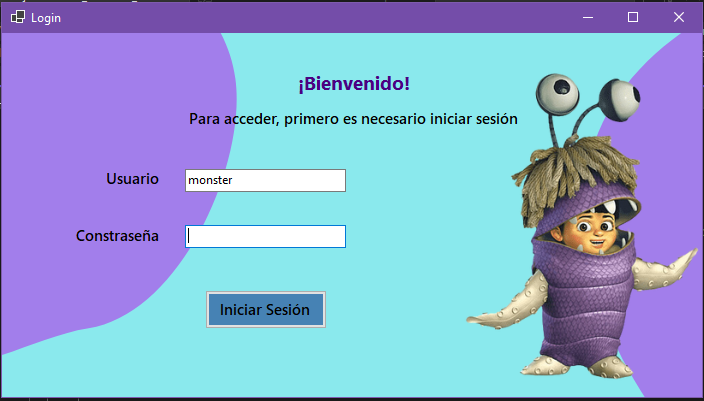 Login
¡Bienvenido!
Para acceder, primero es necesario iniciar sesión
Usuario
monster
Constraseña
Iniciar Sesión